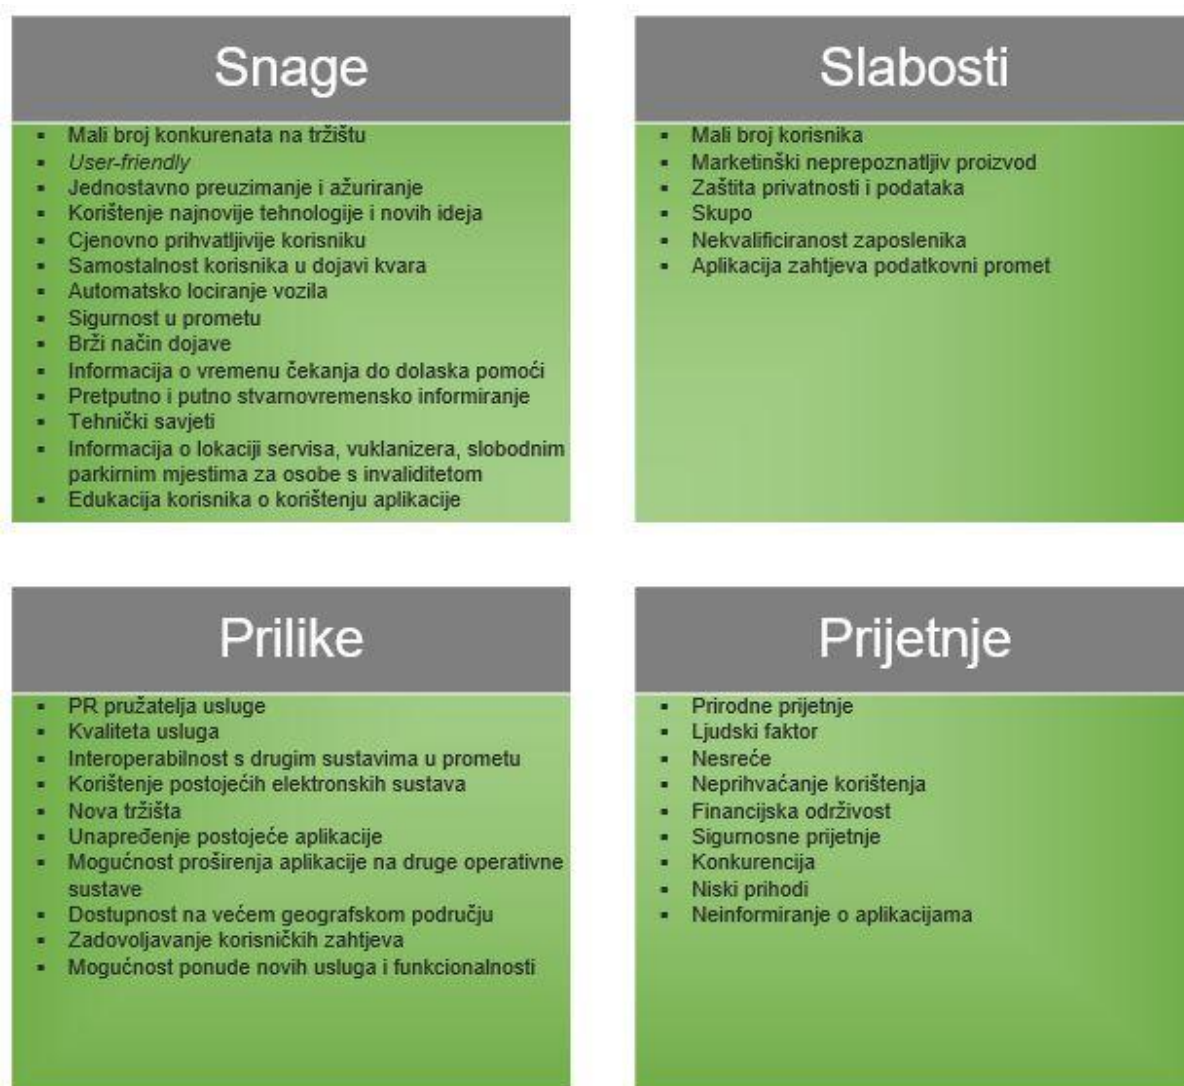 Snage
▪ Mali broj konkurenata na tržištu
▪ User-friendly
▪ Jednostavno preuzimanje i ažuriranje
▪ Korištenje najnovije tehnologije i novih ideja
▪ Cjenovno prihvatljivije korisniku
▪ Samostalnost korisnika u dojavi kvara
▪ Automatsko lociranje vozila
▪ Sigurnost u prometu
▪ Brži način dojave
▪ Informacija o vremenu čekanja do dolaska pomoći
▪ Pretputno i putno stvarnovremensko informiranje
▪ Tehnički savjeti
▪ Informacija o lokaciji servisa, vuklanizera, slobodnim
parkirnim mjestima za osobe s invaliditetom
▪ Edukacija korisnika o korištenju aplikacije
Slabosti
▪ Mali broj korisnika
▪ Marketinški neprepoznatljiv proizvod
▪ Zaštita privatnosti i podataka
▪ Skupo
▪ Nekvalificiranost zaposlenika
▪ Aplikacija zahtjeva podatkovni promet
Prilike
▪ PR pružatelja usluge
▪ Kvaliteta usluga
▪ Interoperabilnost s drugim sustavima u prometu
▪ Korištenje postojećih elektronskih sustava
▪ Nova tržišta
▪ Unapređenje postojeće aplikacije
▪ Mogućnost proširenja aplikacije na druge operativne
sustave
▪ Dostupnost na većem geografskom području
▪ Zadovoljavanje korisničkih zahtjeva
▪ Mogućnost ponude novih usluga i funkcionalnosti
Prijetnje
▪ Prirodne prijetnje
▪ Ljudski faktor
▪ Nesreće
▪ Neprihvaćanje korištenja
▪ Financijska održivost
▪ Sigurnosne prijetnje
▪ Konkurencija
▪ Niski prihodi
▪ Neinformiranje o aplikacijama